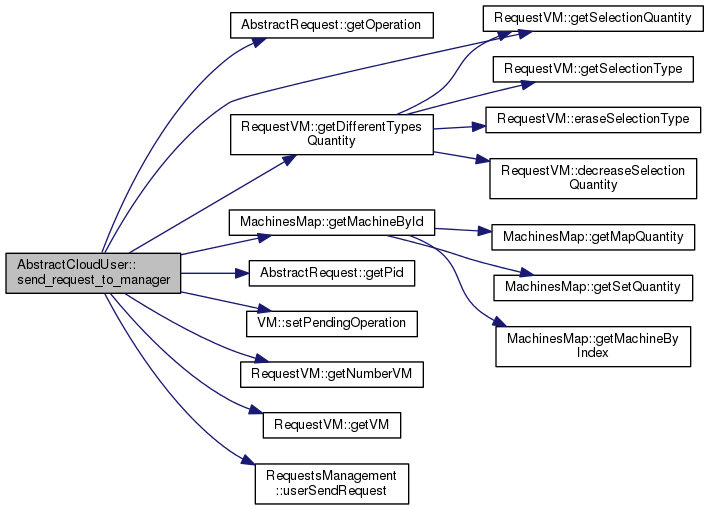 AbstractCloudUser::
send_request_to_manager
AbstractRequest::getOperation
RequestVM::getDifferentTypes
Quantity
MachinesMap::getMachineById
AbstractRequest::getPid
VM::setPendingOperation
RequestVM::getNumberVM
RequestVM::getVM
RequestsManagement
::userSendRequest
RequestVM::getSelectionQuantity
RequestVM::getSelectionType
RequestVM::eraseSelectionType
RequestVM::decreaseSelection
Quantity
MachinesMap::getMapQuantity
MachinesMap::getSetQuantity
MachinesMap::getMachineBy
Index